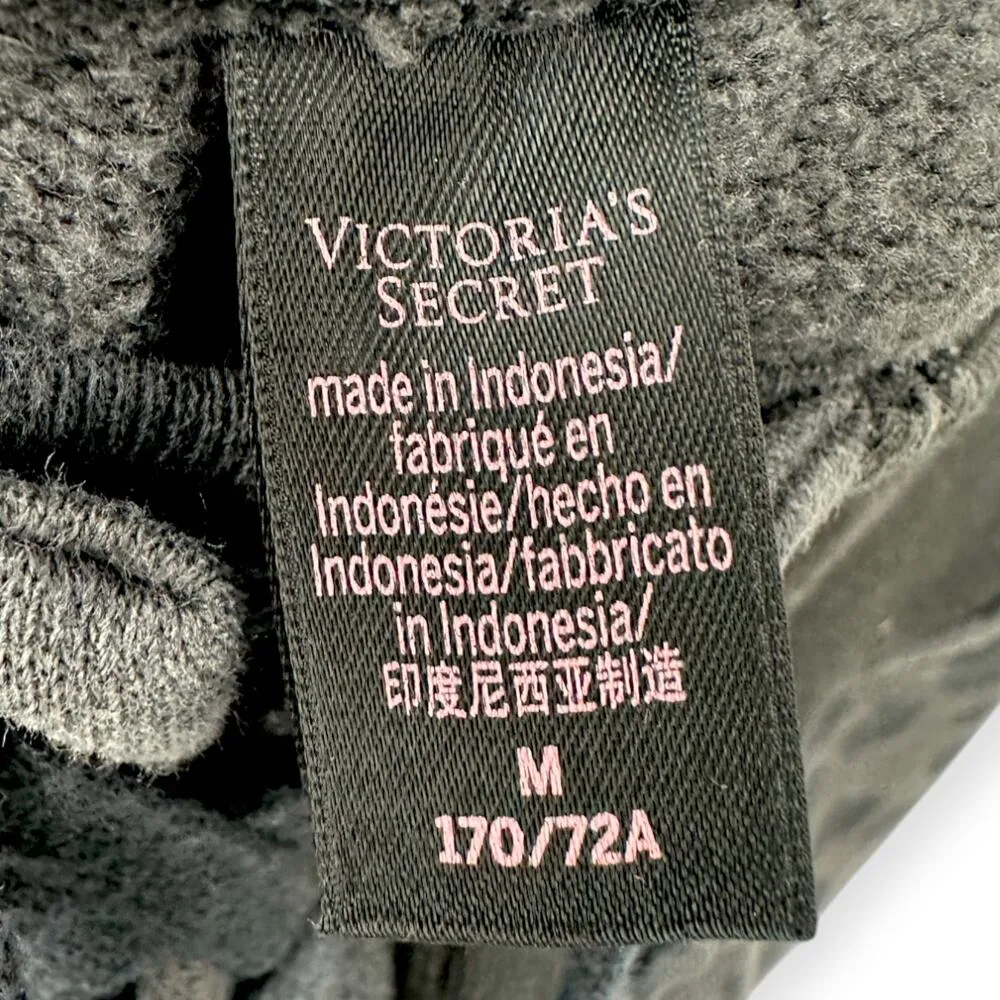 VICTORIA'S
SECRET
made in Indonesia/
fabriqué en
Indonésie/hecho en
Indonesia/fabbricato
in Indonesia/
印度尼西亚制造
M
170/72A